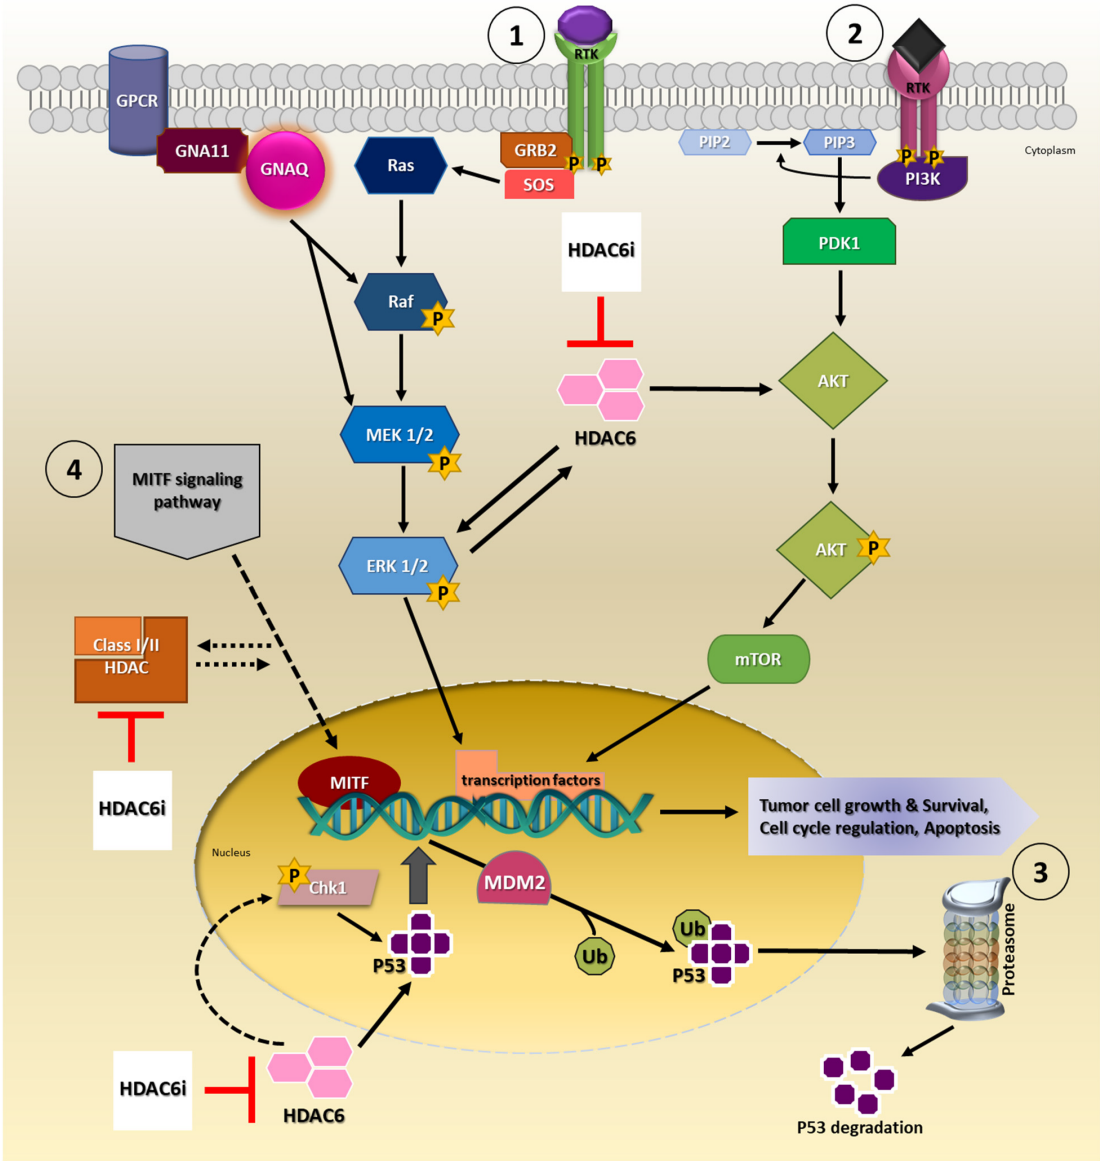 1
2
RTK
RTK
GPCR
GNA11
GNAQ
Ras
GRB2
SOS
P
P
PIP2
PIP3
P
P
PI3K
Cytoplasm
HDAC6i
PDK1
Raf
P
AKT
MEK 1/2
P
HDAC6
4
MITF signaling
pathway
ERK 1/2
P
AKT
P
Class I/II
HDAC
mTOR
HDAC6i
MITF
transcription factors
Tumor cell growth & Survival,
Cell cycle regulation, Apoptosis
Nucleus
P
Chk1
MDM2
3
P53
Ub
Ub
P53
Proteasome
HDAC6i
HDAC6
P53 degradation